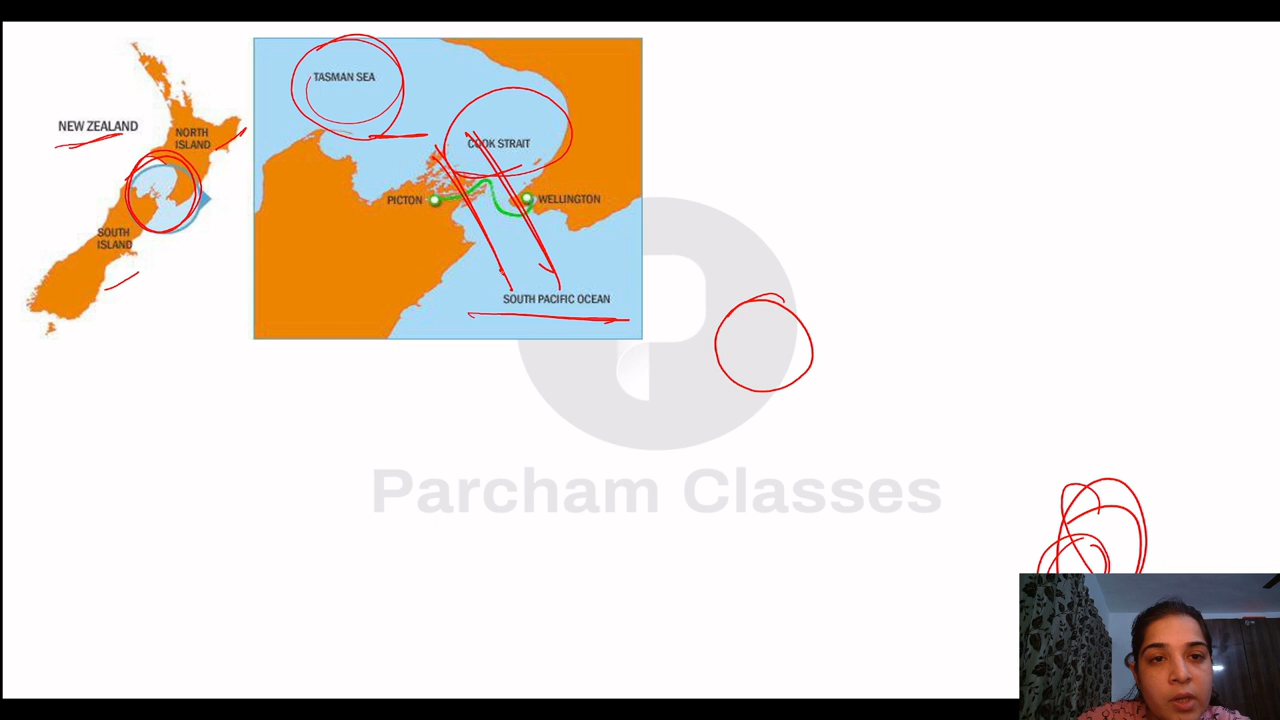 NEW ZEALAND
NORTH
ISLAND
SOUTH
ISLAND
TASMAN SEA
COOK STRAIT
PICTON
WELLINGTON
SOUTH PACIFIC OCEAN
Parcham Classes